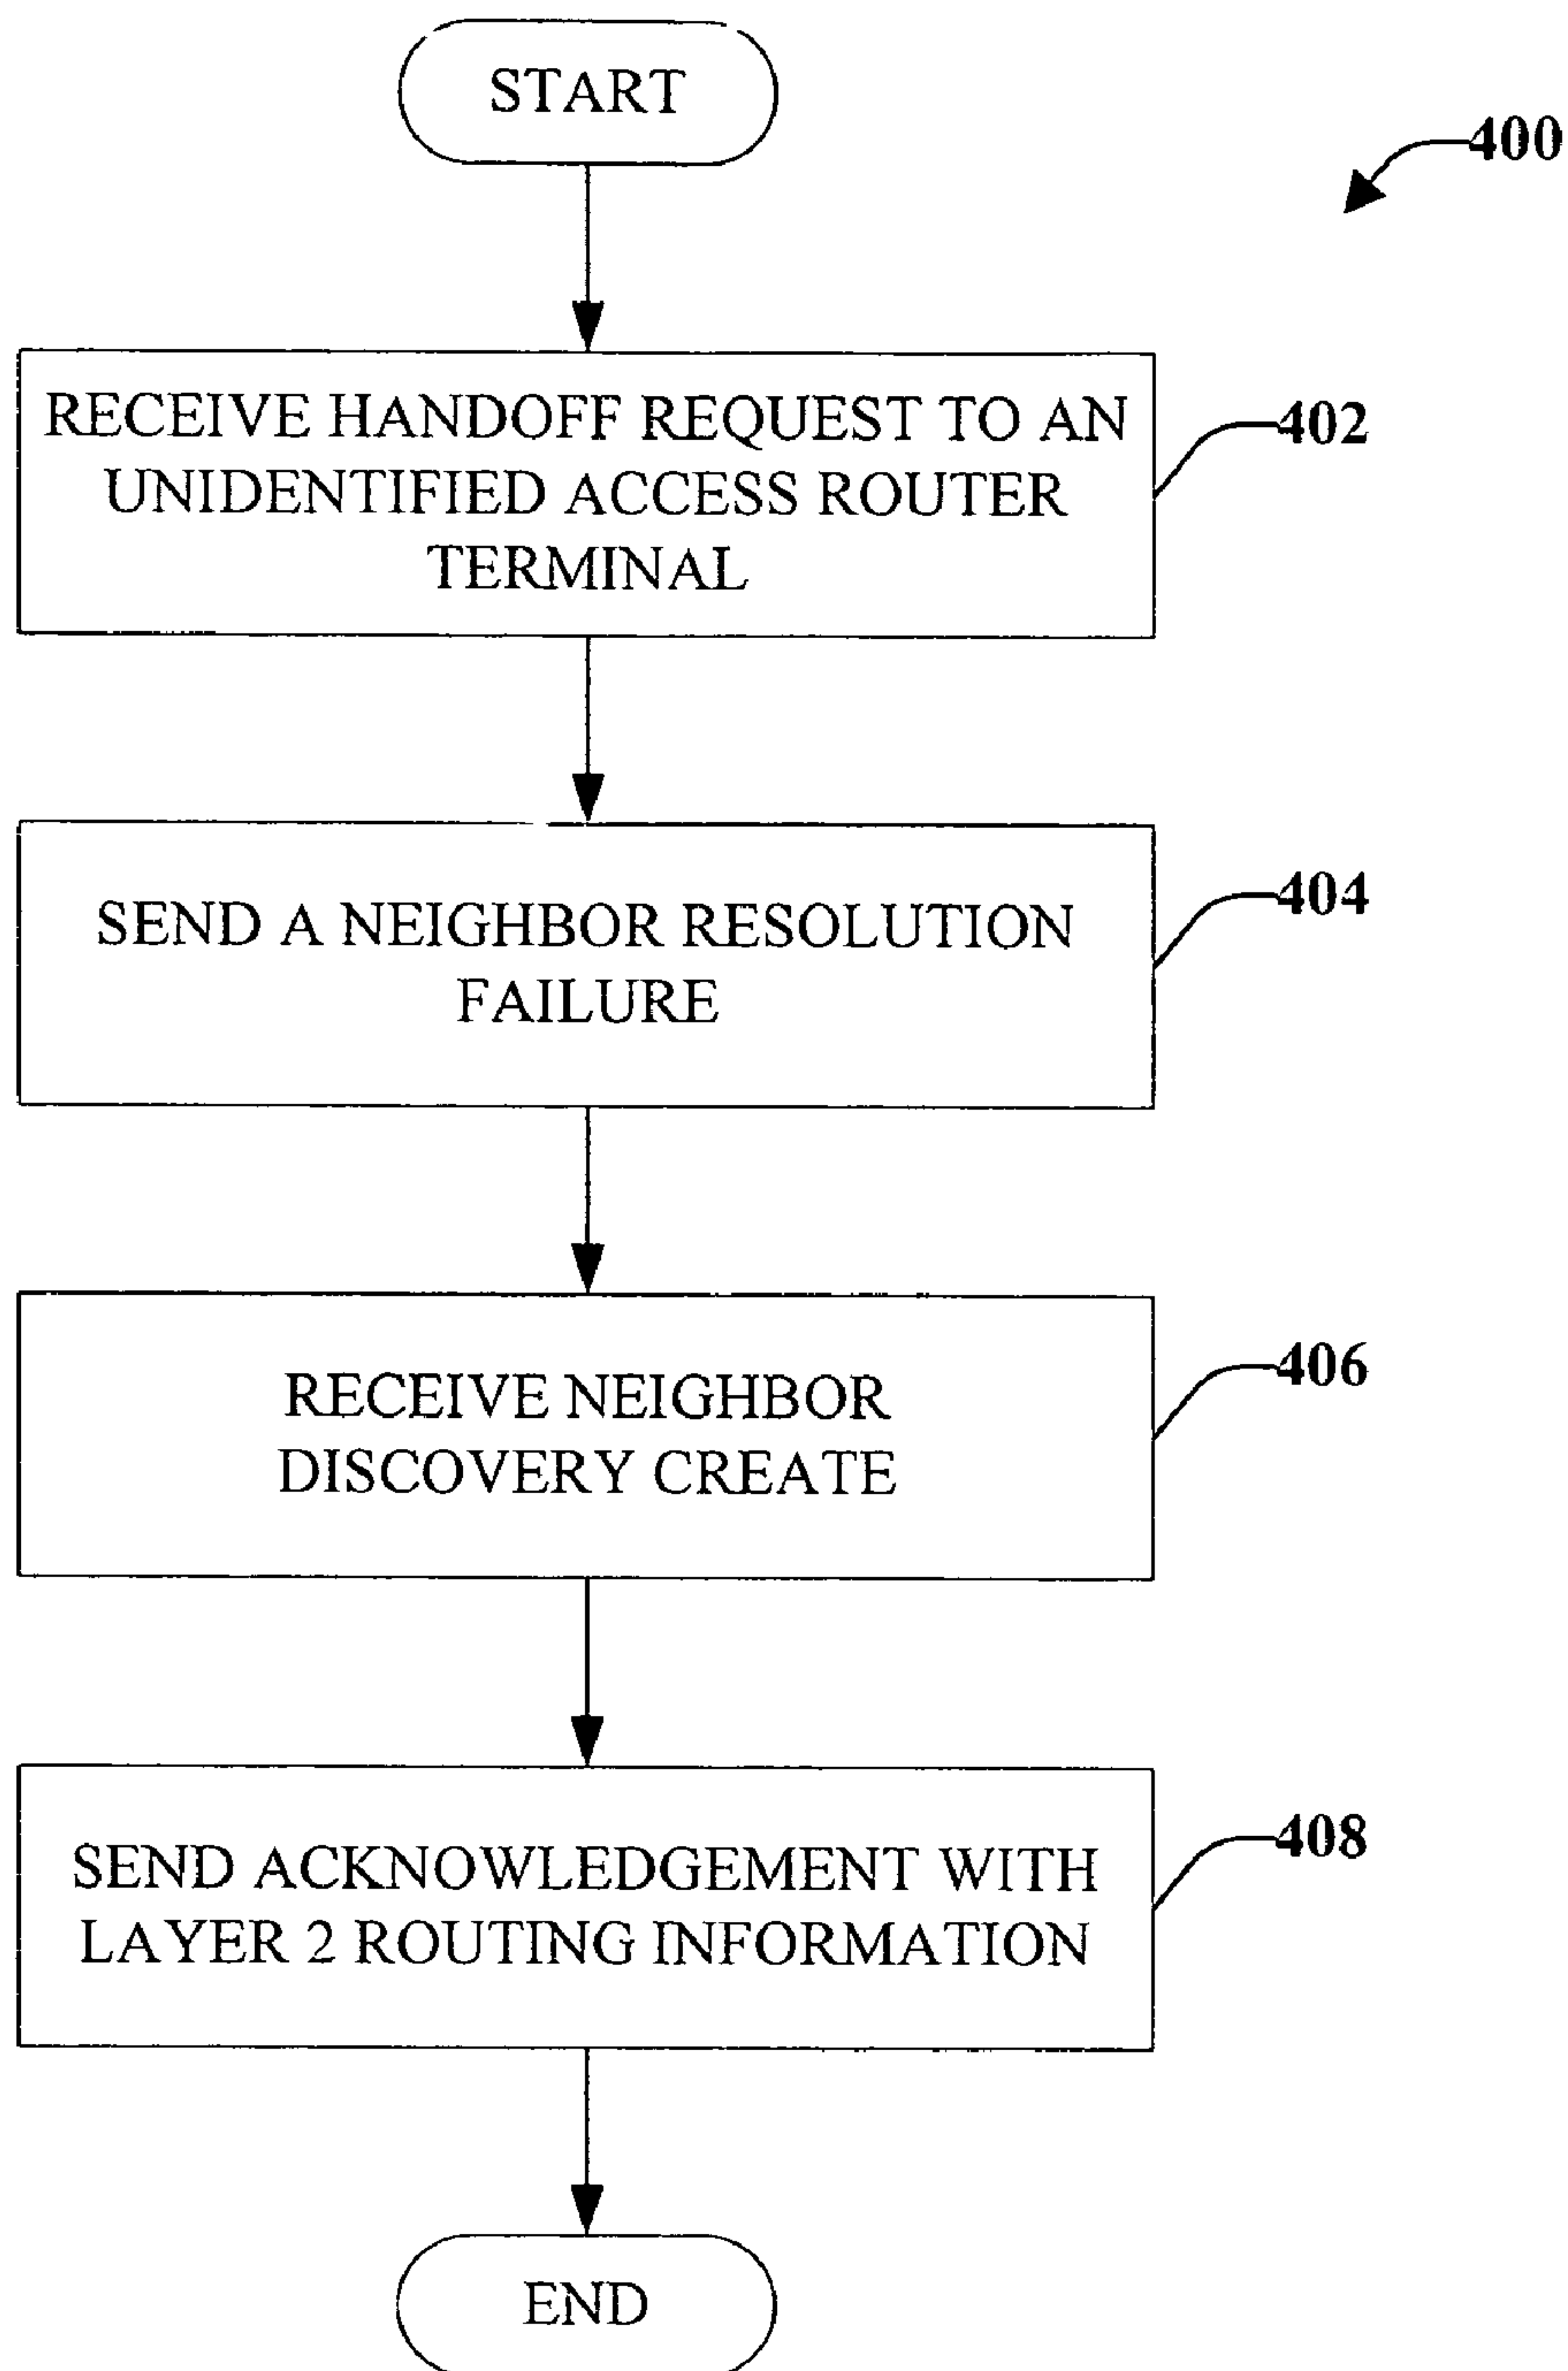 START
400
RECEIVE HANDOFF REQUEST TO AN
UNIDENTIFIED ACCESS ROUTER
TERMINAL
402
SEND A NEIGHBOR RESOLUTION
FAILURE
404
RECEIVE NEIGHBOR
DISCOVERY CREATE
406
SEND ACKNOWLEDGEMENT WITH
LAYER 2 ROUTING INFORMATION
408
END